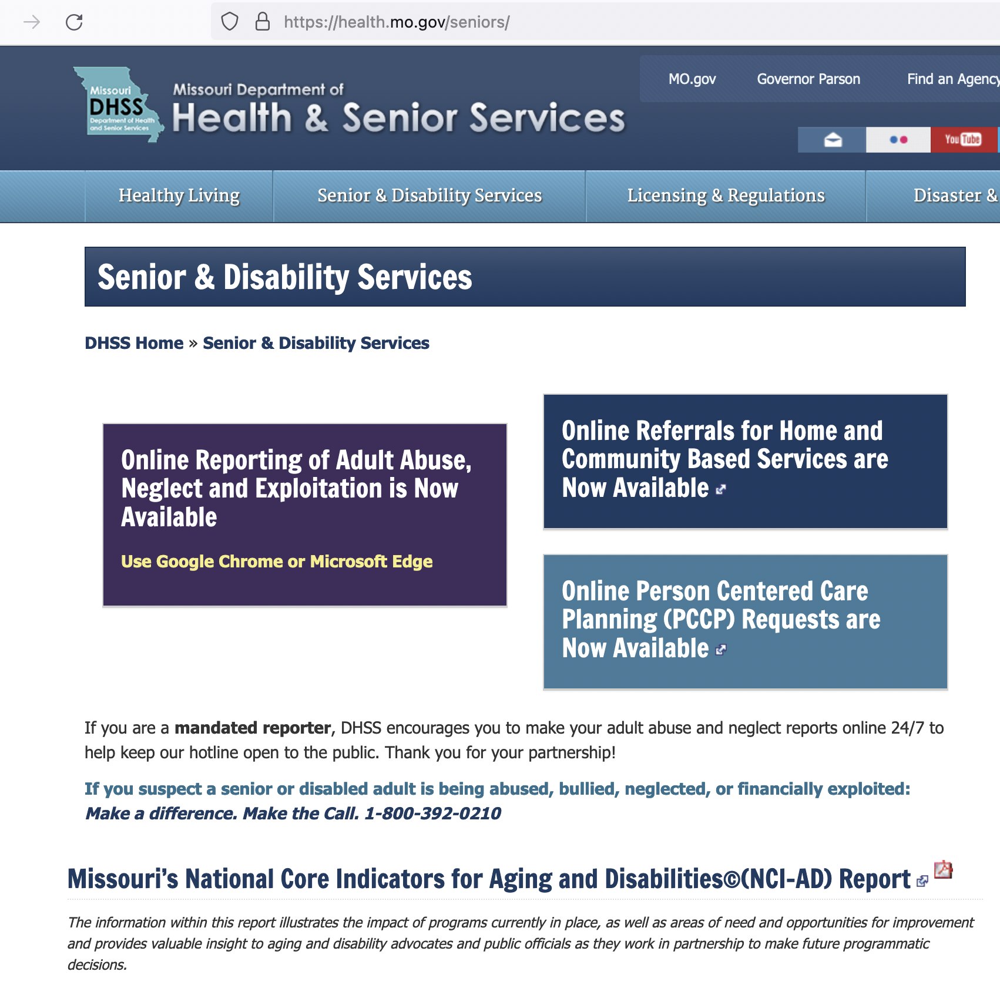 https://health.mo.gov/seniors/
Missouri
DHSS
Department of Health
and Senior Services
Missouri Department of
Health & Senior Services
MO.gov Governor Parson Find an Agency
YouTube
Healthy Living Senior & Disability Services Licensing & Regulations Disaster &
Senior & Disability Services
DHSS Home » Senior & Disability Services
Online Reporting of Adult Abuse,
Neglect and Exploitation is Now
Available
Use Google Chrome or Microsoft Edge
Online Referrals for Home and
Community Based Services are
Now Available
Online Person Centered Care
Planning (PCCP) Requests are
Now Available
If you are a mandated reporter, DHSS encourages you to make your adult abuse and neglect reports online 24/7 to
help keep our hotline open to the public. Thank you for your partnership!
If you suspect a senior or disabled adult is being abused, bullied, neglected, or financially exploited:
Make a difference. Make the Call. 1-800-392-0210
Missouri’s National Core Indicators for Aging and Disabilities©(NCI-AD) Report
The information within this report illustrates the impact of programs currently in place, as well as areas of need and opportunities for improvement
and provides valuable insight to aging and disability advocates and public officials as they work in partnership to make future programmatic
decisions.